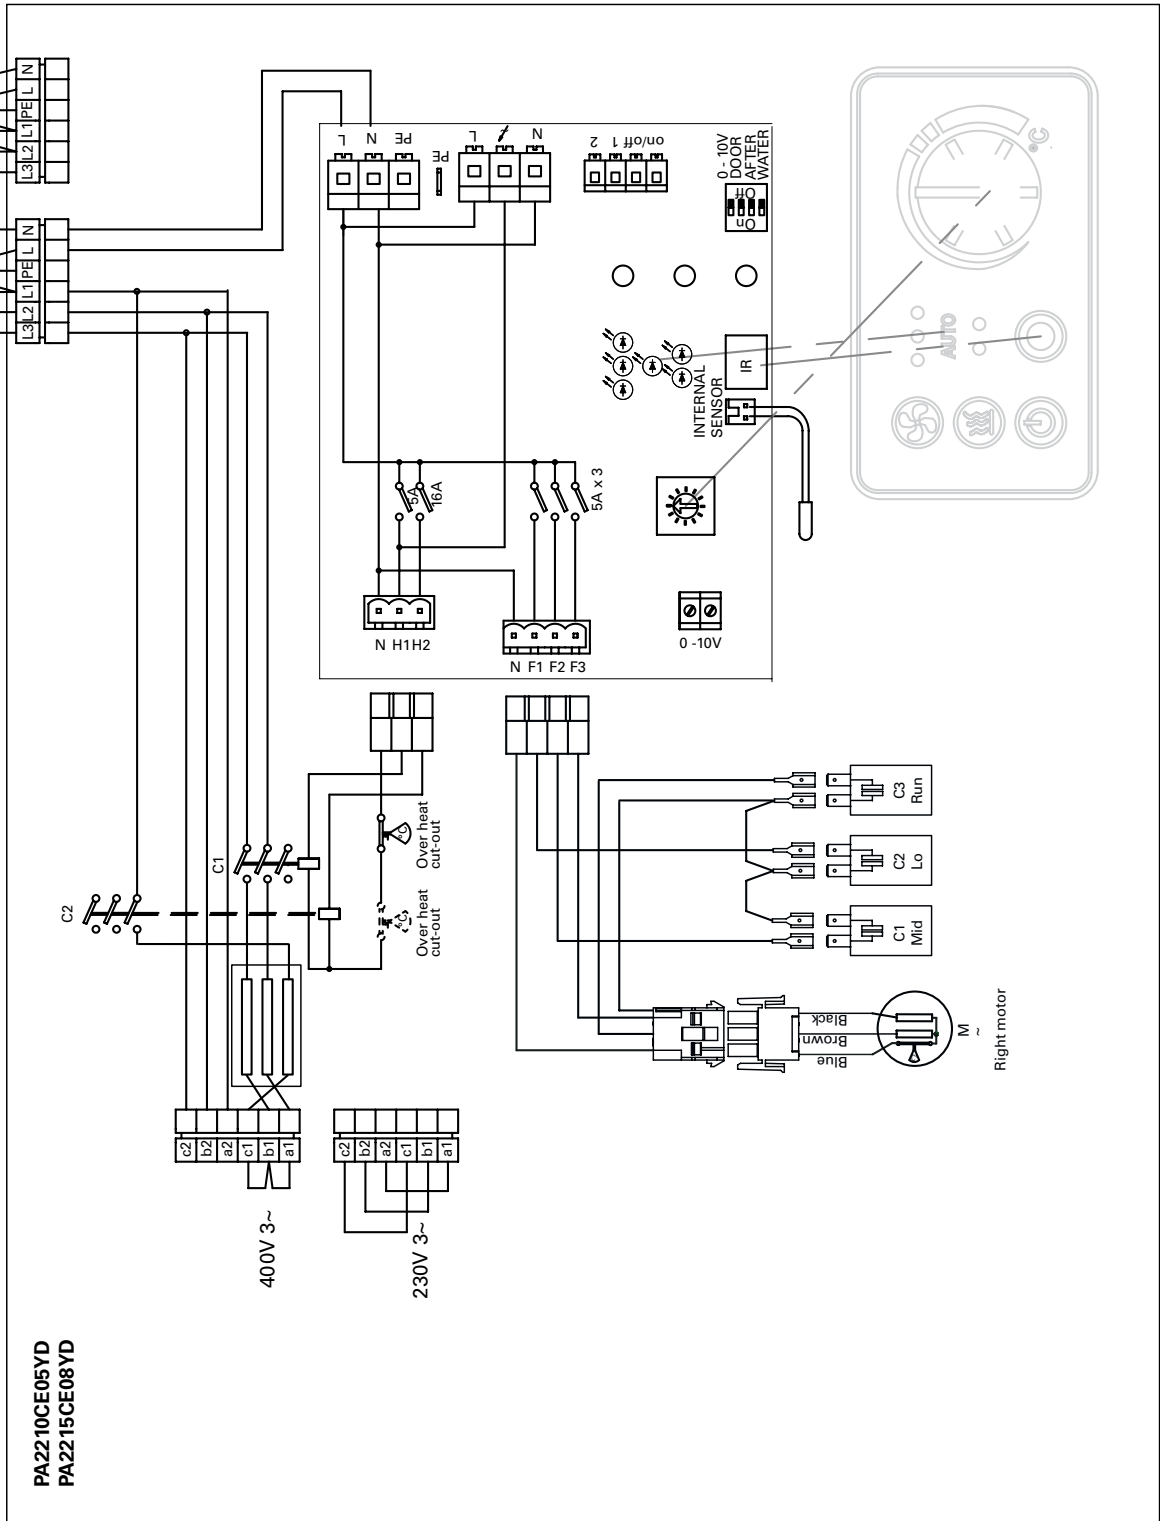 N
L
PE
L1
L2
L3
N
L
PE
L1
L2
L3
L
N
PE
PE
L
N
2
1
on/off
0 - 10V
DOOR
AFTER
WATER
Off
On
°C
AUTO
IR
INTERNAL
SENSOR
5A
16A
5A x 3
N H1 H2
N F1 F2 F3
0 -10V
C2
C1
°C
Over heat
cut-out
°C
Over heat
cut-out
C3
Run
C2
Lo
C1
Mid
Black
Brown
Blue
M
~
Right motor
c2
b2
a2
c1
b1
a1
400V 3~
c2
b2
a2
c1
b1
a1
230V 3~
PA2210CE05YD
PA2215CE08YD